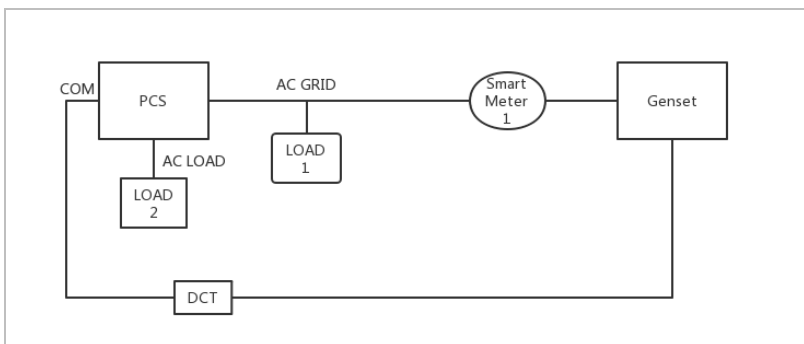 COM
PCS
AC GRID
Smart
Meter
1
Genset
LOAD
1
AC LOAD
LOAD
2
DCT